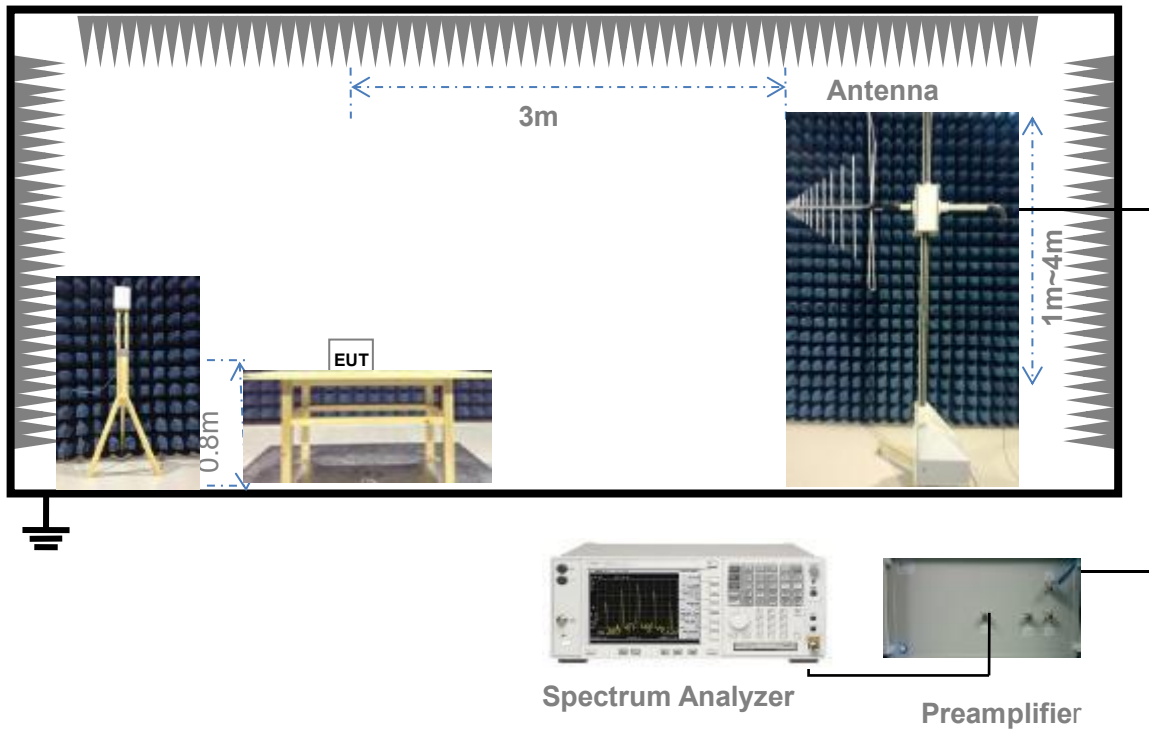 Antenna
3m
1m~4m
EUT
0.8m
Spectrum Analyzer
Preamplifier